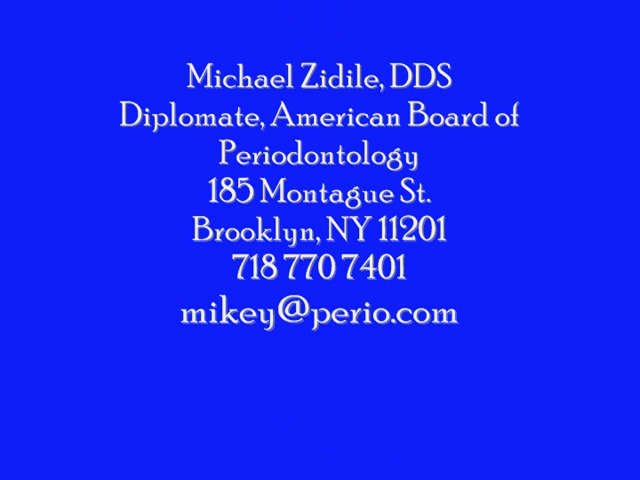 Michael Zidile, DDS
Diplomate, American Board of
Periodontology
185 Montague St.
Brooklyn, NY 11201
718 770 7401
mikey@perio.com